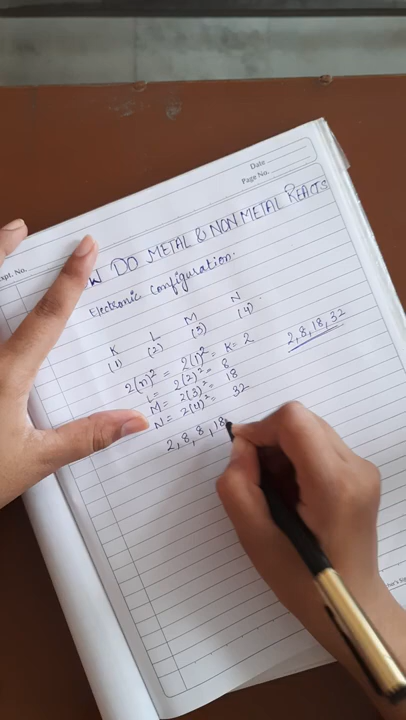 Date
Page No.
Expt. No.
W DO METAL & NON METAL REACTS
Electronic Configuration.
K L M N
(1) (2) (3) (4)
2(n)² = 2(1)² = K = 2
L = 2(2)² = 8
M = 2(3)² = 18
N = 2(4)² = 32
2,8,18,32
2,8,8,18